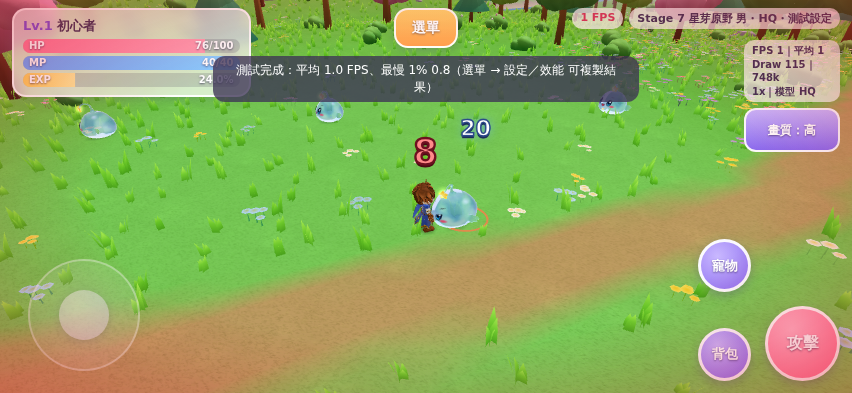 Lv.1 初心者
HP 76/100
MP 40/40
EXP 24
選單
1 FPS
Stage 7 星芽原野 男・HQ・測試設定
FPS 1｜平均 1
Draw 115｜
748k
1x｜模型 HQ
測試完成：平均 1.0 FPS、最慢 1% 0.8（選單 → 設定／效能 可複製結
果）
畫質：高
20
8
寵物
攻擊
背包